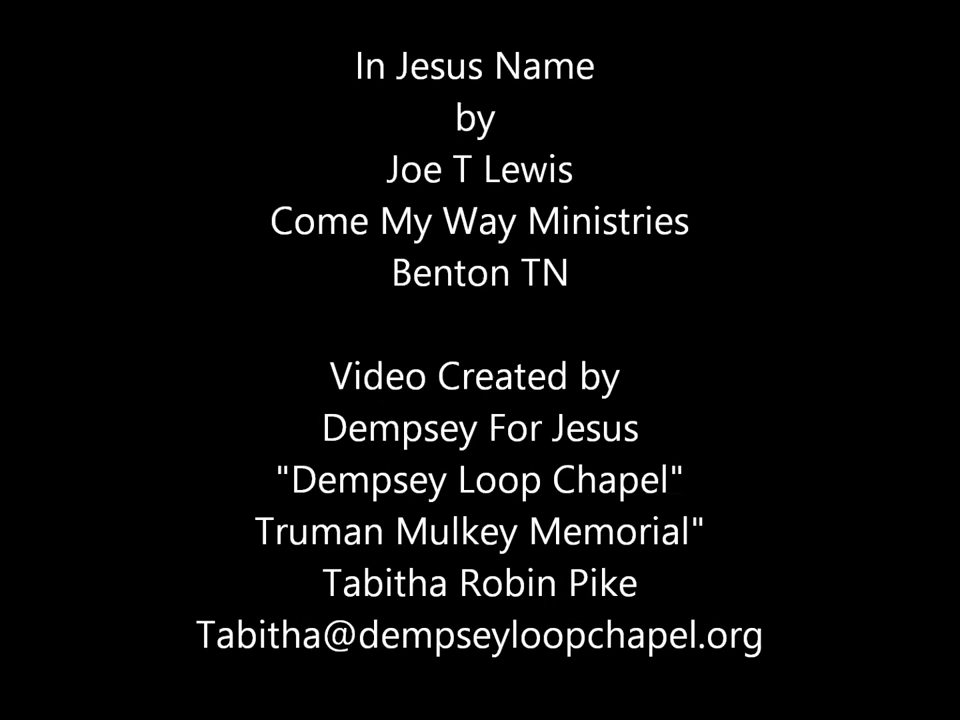 In Jesus Name
by
Joe T Lewis
Come My Way Ministries
Benton TN
Video Created by
Dempsey For Jesus
"Dempsey Loop Chapel"
Truman Mulkey Memorial"
Tabitha Robin Pike
Tabitha@dempseyloopchapel.org